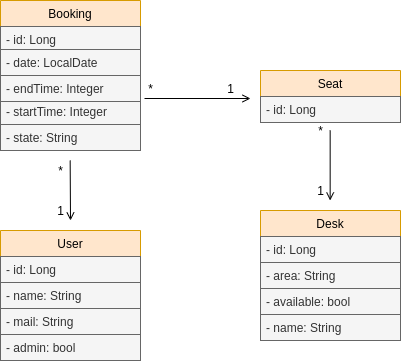 Booking
- id: Long
- date: LocalDate
- endTime: Integer
- startTime: Integer
- state: String
* 1
Seat
- id: Long
* 1
User
- id: Long
- name: String
- mail: String
- admin: bool
* 1
Desk
- id: Long
- area: String
- available: bool
- name: String